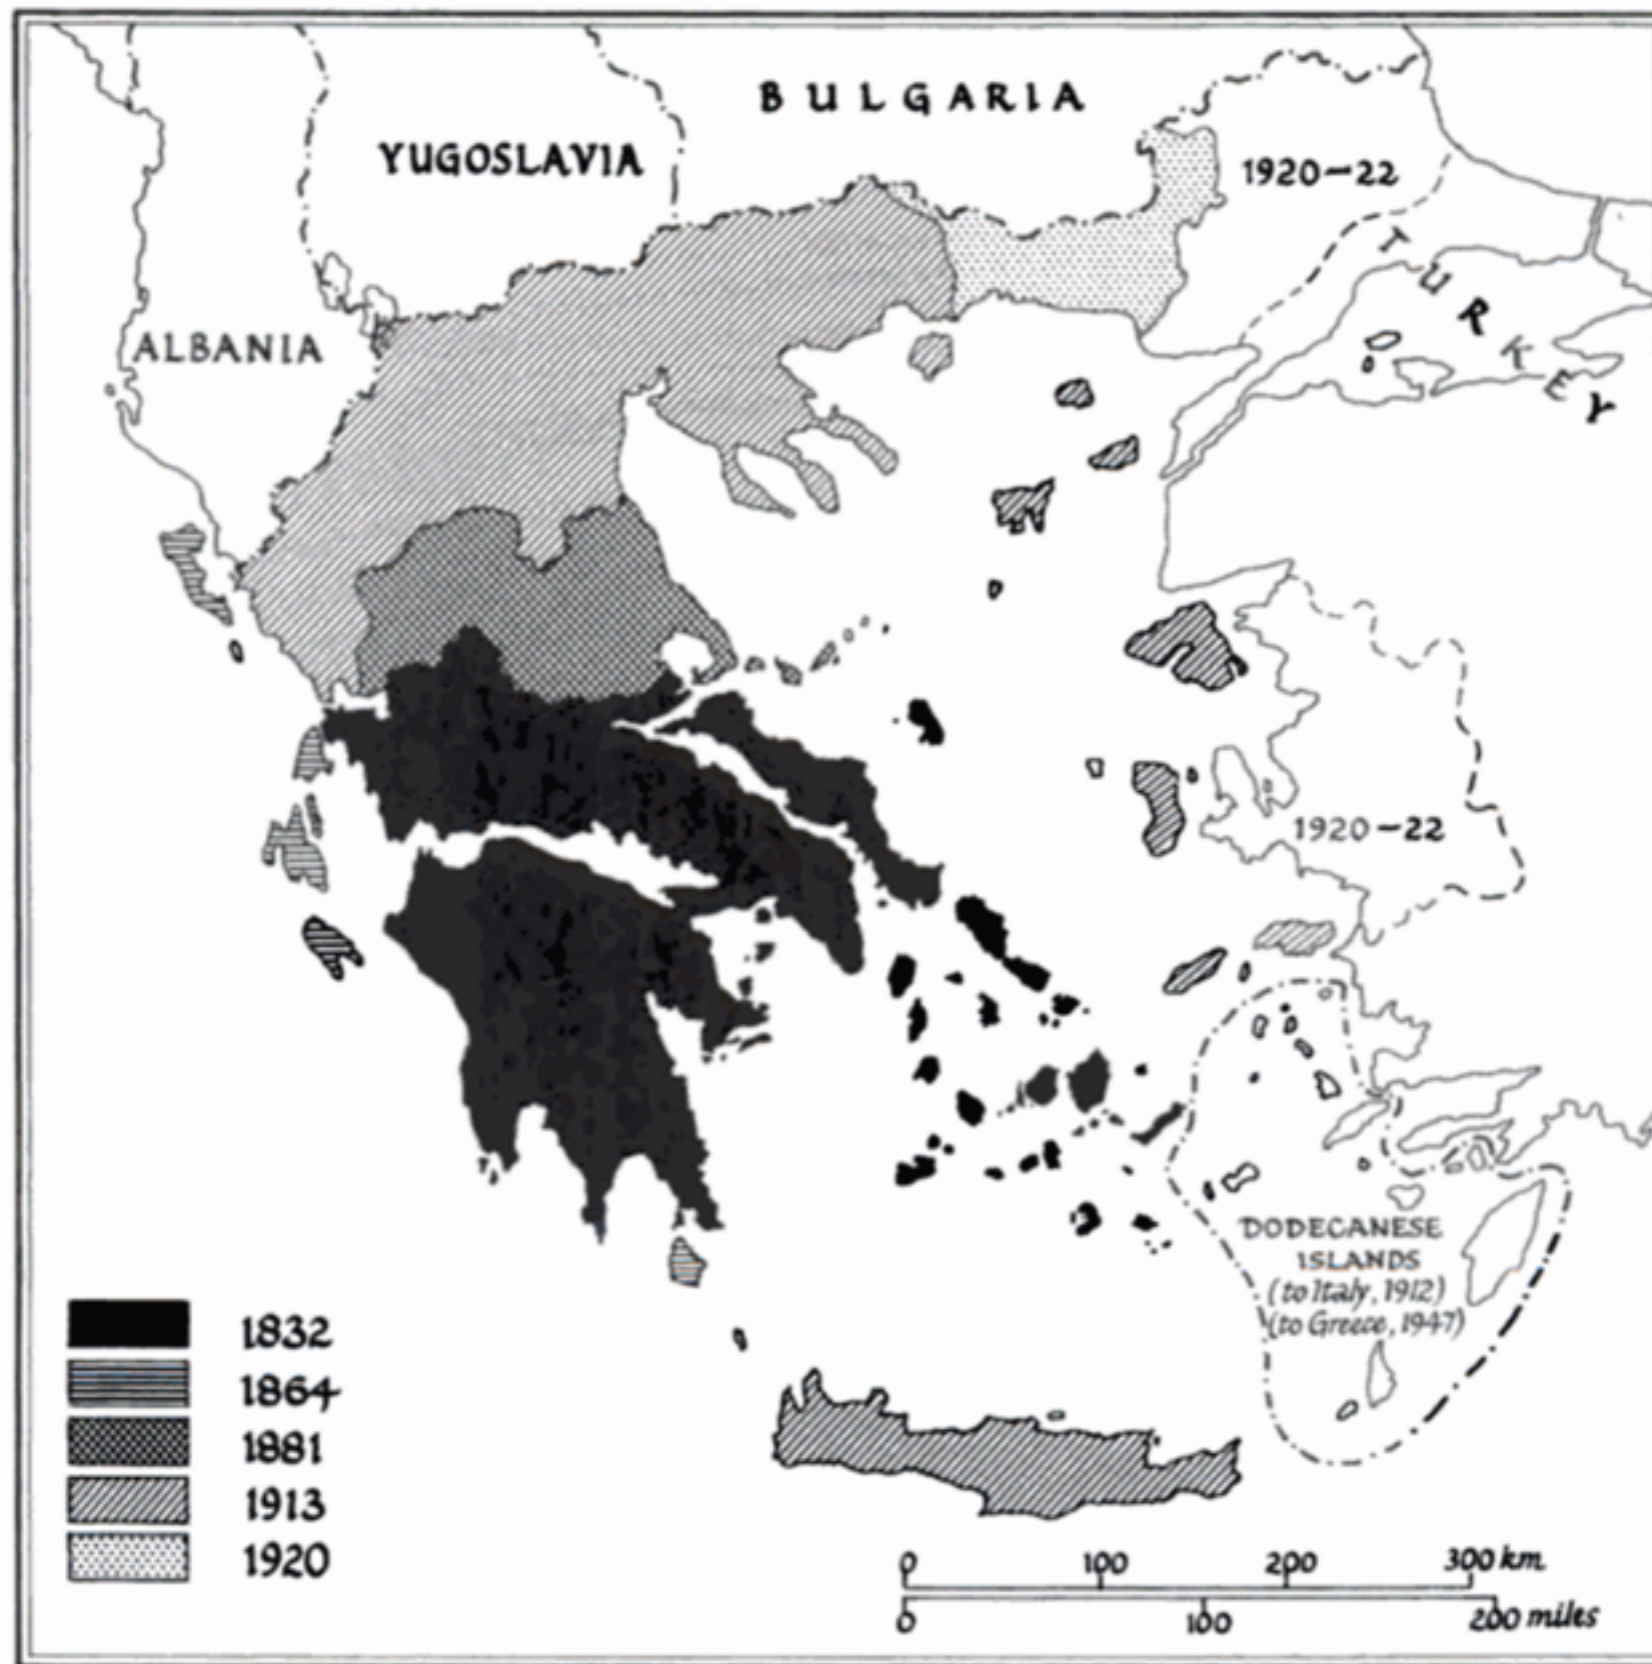 BULGARIA
YUGOSLAVIA
1920–22
TURKEY
ALBANIA
1920–22
DODECANESE
ISLANDS
(to Italy, 1912)
(to Greece, 1947)
1832
1864
1881
1913
1920
0 100 200 300 km
0 100 200 miles